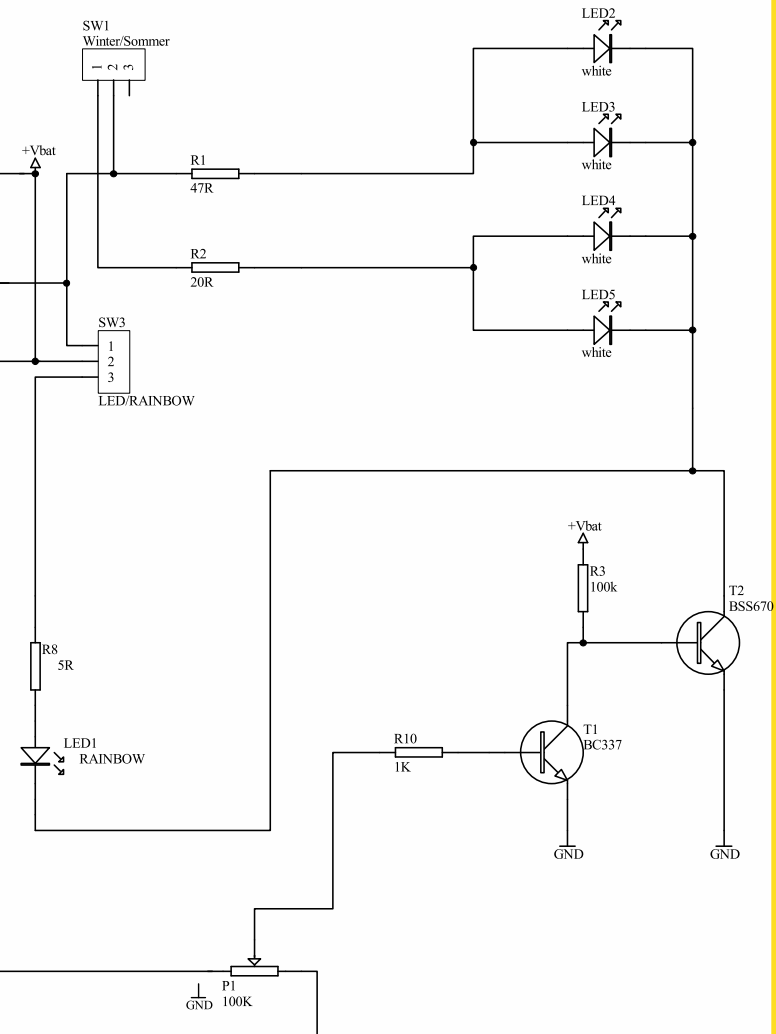 LED2
SW1
Winter/Sommer
1 2 3
white
LED3
+Vbat
R1
white
47R
LED4
R2
white
20R
LED5
SW3
1
white
2
3
LED/RAINBOW
+Vbat
R3
100k
T2
BSS670
R8
5R
T1
LED1
R10
BC337
RAINBOW
1K
GND
GND
P1
100K
GND